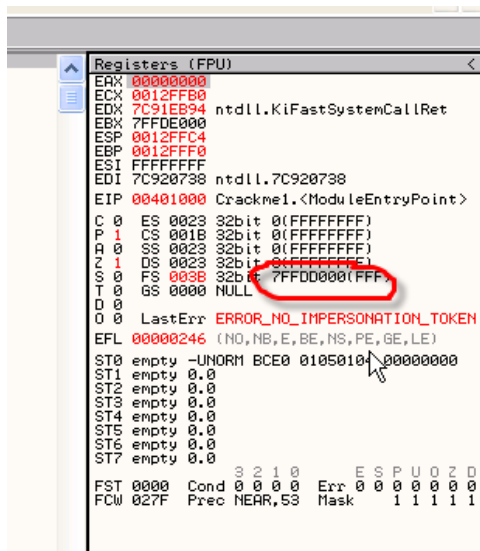 Registers (FPU) <
EAX 00000000
ECX 0012FFB0
EDX 7C91EB94 ntdll.KiFastSystemCallRet
EBX 7FFDE000
ESP 0012FFC4
EBP 0012FFF0
ESI FFFFFFFF
EDI 7C920738 ntdll.7C920738
EIP 00401000 Crackme1.<ModuleEntryPoint>
C 0 ES 0023 32bit 0(FFFFFFFF)
P 1 CS 001B 32bit 0(FFFFFFFF)
A 0 SS 0023 32bit 0(FFFFFFFF)
Z 1 DS 0023 32bit 0(FFFFFFFF)
S 0 FS 003B 32bit 7FFDD000(FFF)
T 0 GS 0000 NULL
D 0
O 0 LastErr ERROR_NO_IMPERSONATION_TOKEN
EFL 00000246 (NO,NB,E,BE,NS,PE,GE,LE)
ST0 empty -UNORM BCE0 01050104 00000000
ST1 empty 0.0
ST2 empty 0.0
ST3 empty 0.0
ST4 empty 0.0
ST5 empty 0.0
ST6 empty 0.0
ST7 empty 0.0
3 2 1 0 E S P U O Z D
FST 0000 Cond 0 0 0 0 Err 0 0 0 0 0 0 0
FCW 027F Prec NEAR,53 Mask 1 1 1 1 1